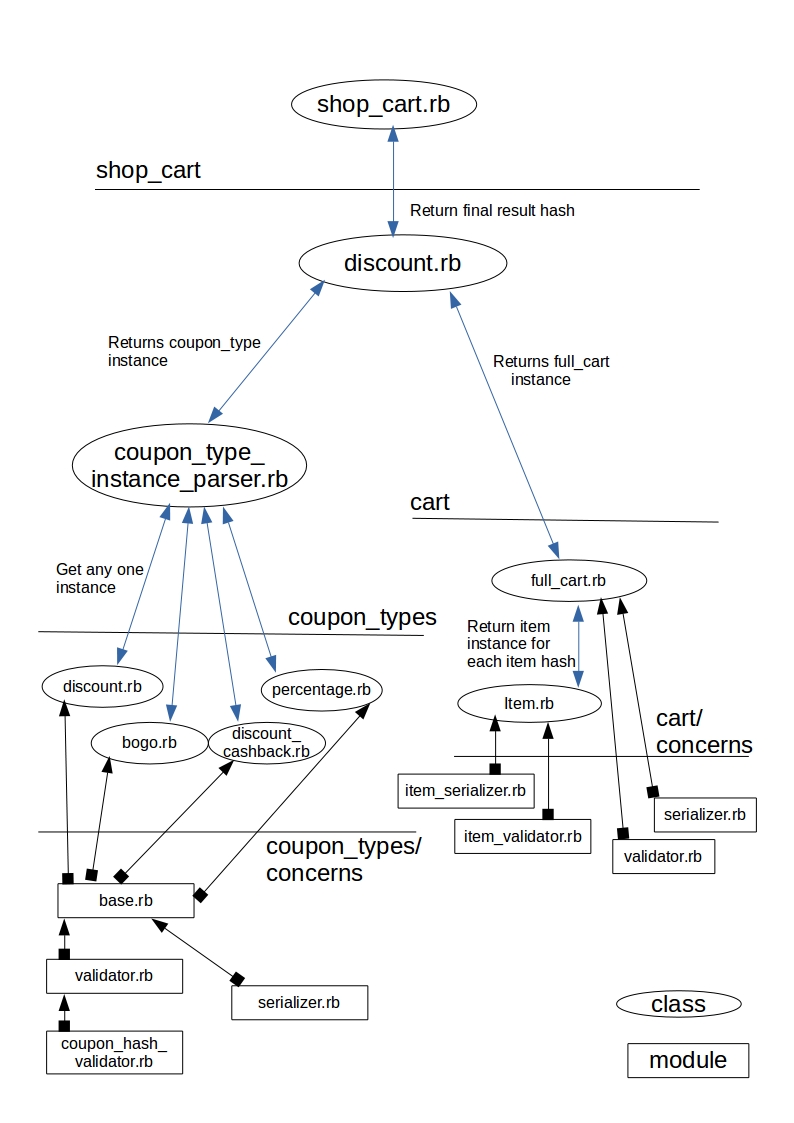 shop_cart.rb
shop_cart
Return final result hash
discount.rb
Returns coupon_type
instance
Returns full_cart
instance
coupon_type_
instance_parser.rb
cart
Get any one
instance
full_cart.rb
coupon_types
Return item
instance for
each item hash
discount.rb
percentage.rb
Item.rb
bogo.rb
discount_
cashback.rb
cart/
concerns
item_serializer.rb
serializer.rb
item_validator.rb
validator.rb
coupon_types/
concerns
base.rb
validator.rb
serializer.rb
coupon_hash_
validator.rb
class
module